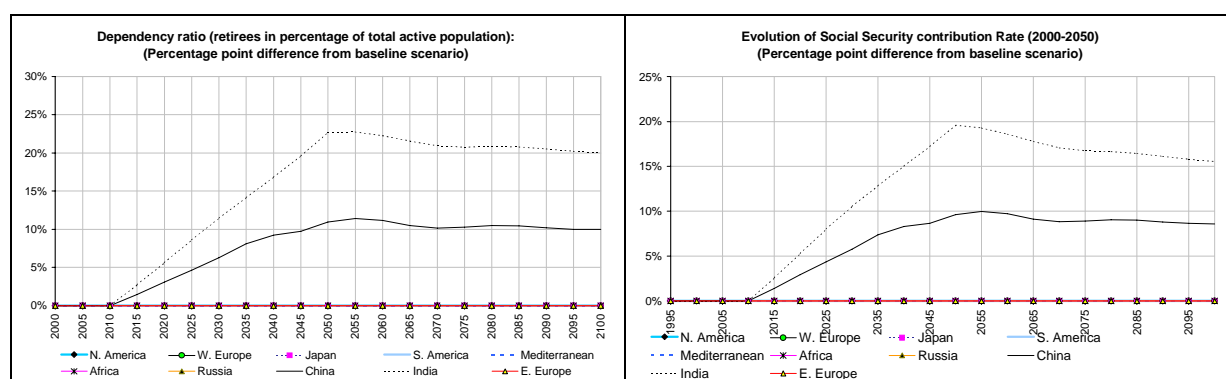 Dependency ratio (retirees in percentage of total active population):
(Percentage point difference from baseline scenario)
30%
25%
20%
15%
10%
5%
0%
2000 2005 2010 2015 2020 2025 2030 2035 2040 2045 2050 2055 2060 2065 2070 2075 2080 2085 2090 2095 2100
N. America W. Europe Japan S. America Mediterranean
Africa Russia China India E. Europe
Evolution of Social Security contribution Rate (2000-2050)
(Percentage point difference from baseline scenario)
25%
20%
15%
10%
5%
0%
1995 2005 2015 2025 2035 2045 2055 2065 2075 2085 2095
N. America W. Europe Japan S. America
Mediterranean Africa Russia China
India E. Europe